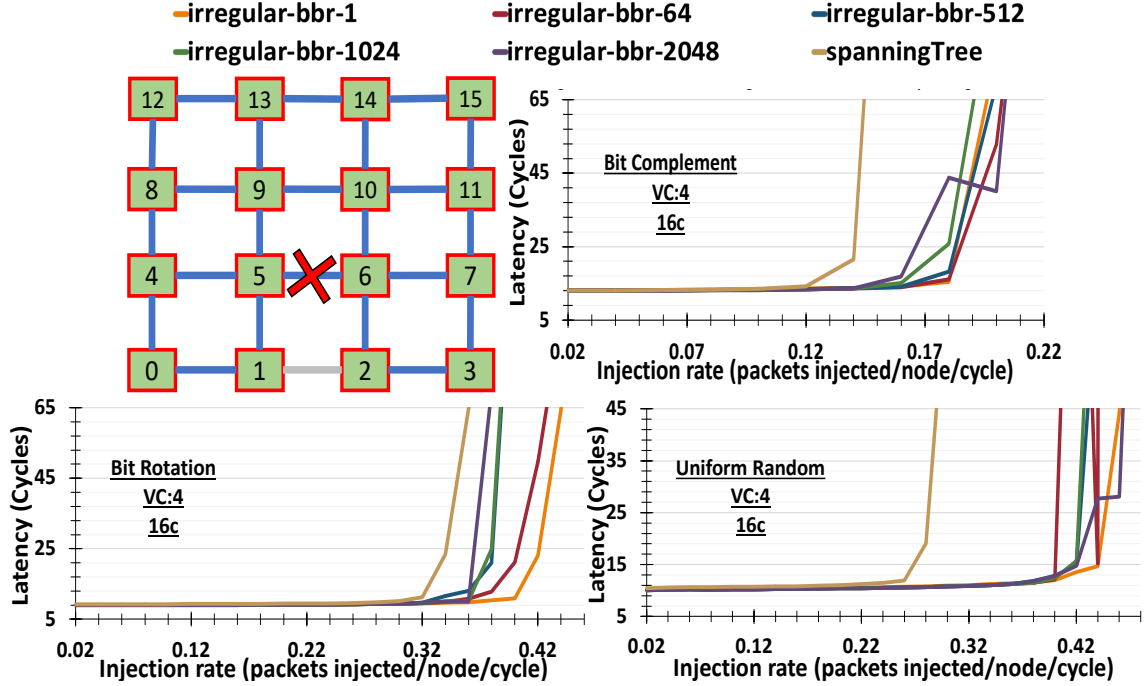 irregular-bbr-1 irregular-bbr-64 irregular-bbr-512
irregular-bbr-1024 irregular-bbr-2048 spanningTree
12 13 14 15
8 9 10 11
4 5 6 7
0 1 2 3
Latency (Cycles)
65
45
25
5
Bit Complement
VC:4
16c
0.02 0.07 0.12 0.17 0.22
Injection rate (packets injected/node/cycle)
Latency (Cycles)
65
45
25
5
Bit Rotation
VC:4
16c
0.02 0.12 0.22 0.32 0.42
Injection rate (packets injected/node/cycle)
Latency (Cycles)
45
35
25
15
5
Uniform Random
VC:4
16c
0.02 0.12 0.22 0.32 0.42
Injection rate (packets injected/node/cycle)